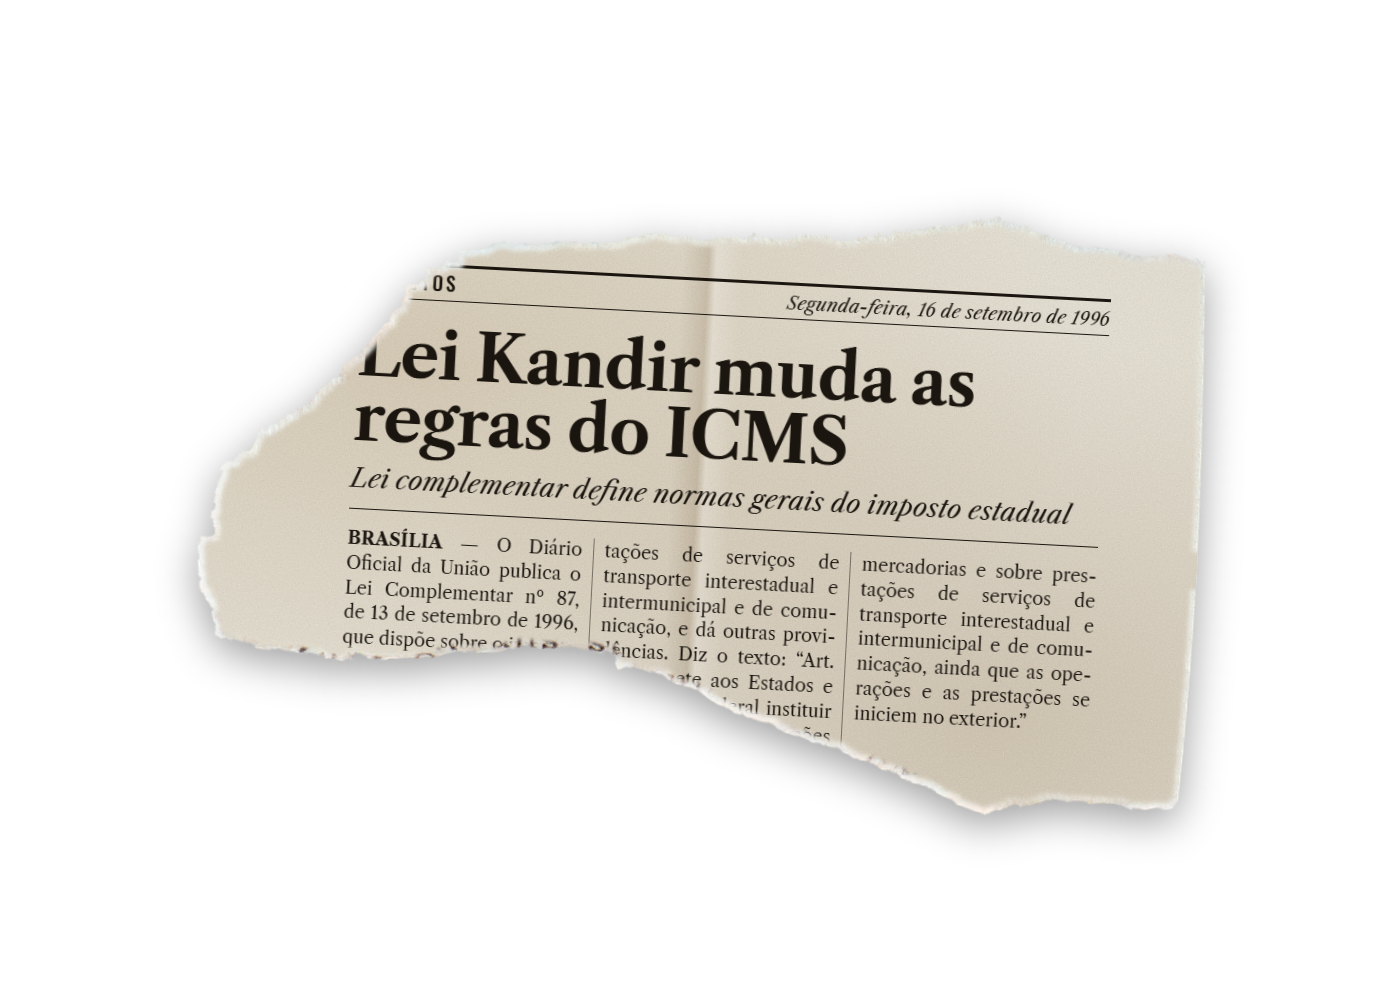 Segunda-feira, 16 de setembro de 1996
Lei Kandir muda as
regras do ICMS
Lei complementar define normas gerais do imposto estadual
BRASÍLIA — O Diário
Oficial da União publica o
Lei Complementar nº 87,
de 13 de setembro de 1996,
que dispõe sobre
tações de serviços de
transporte interestadual e
intermunicipal e de comu-
nicação, e dá outras provi-
dências. Diz o texto: “Art.
aos Estados e
instituir
mercadorias e sobre pres-
tações de serviços de
transporte interestadual e
intermunicipal e de comu-
nicação, ainda que as ope-
rações e as prestações se
iniciem no exterior.”